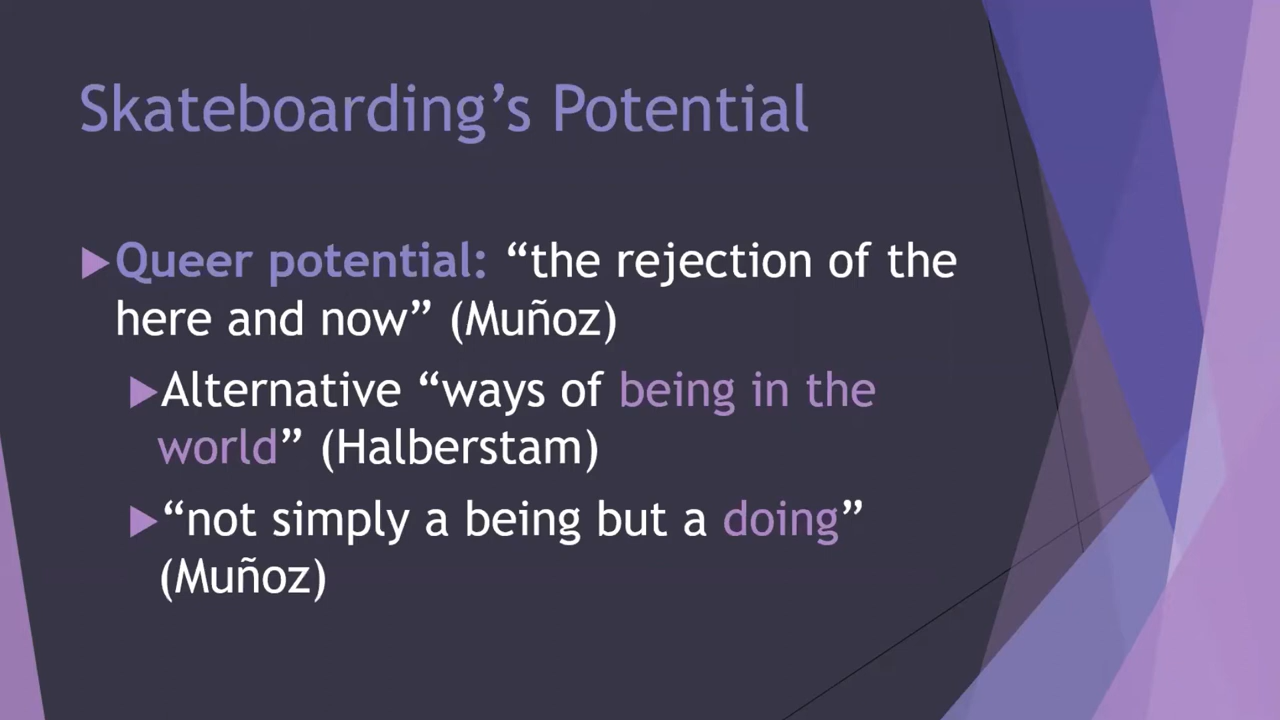 Skateboarding’s Potential
Queer potential: “the rejection of the
here and now” (Muñoz)
Alternative “ways of being in the
world” (Halberstam)
“not simply a being but a doing”
(Muñoz)